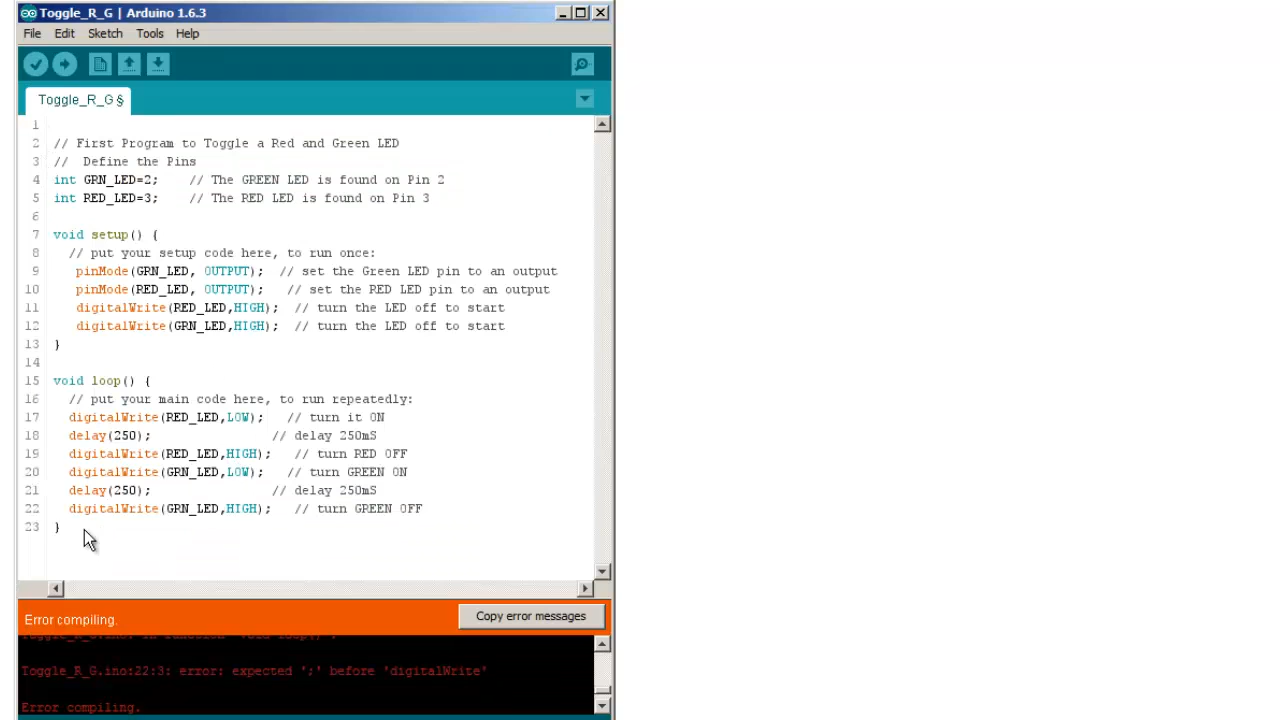 Toggle_R_G | Arduino 1.6.3
File Edit Sketch Tools Help
Toggle_R_G §
1
2 // First Program to Toggle a Red and Green LED
3 //  Define the Pins
4 int GRN_LED=2;    // The GREEN LED is found on Pin 2
5 int RED_LED=3;    // The RED LED is found on Pin 3
6
7 void setup() {
8   // put your setup code here, to run once:
9    pinMode(GRN_LED, OUTPUT);  // set the Green LED pin to an output
10    pinMode(RED_LED, OUTPUT);   // set the RED LED pin to an output
11    digitalWrite(RED_LED,HIGH);  // turn the LED off to start
12    digitalWrite(GRN_LED,HIGH);  // turn the LED off to start
13 }
14
15 void loop() {
16   // put your main code here, to run repeatedly:
17   digitalWrite(RED_LED,LOW);   // turn it ON
18   delay(250);                // delay 250mS
19   digitalWrite(RED_LED,HIGH);   // turn RED OFF
20   digitalWrite(GRN_LED,LOW);   // turn GREEN ON
21   delay(250);                // delay 250mS
22   digitalWrite(GRN_LED,HIGH);   // turn GREEN OFF
23 }
Error compiling.
Copy error messages
Toggle_R_G.ino: In function 'void loop()':
Toggle_R_G.ino:22:3: error: expected ';' before 'digitalWrite'
Error compiling.